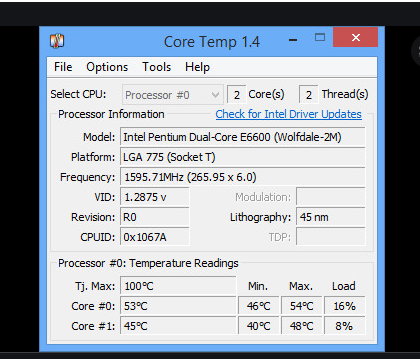 Core Temp 1.4
File Options Tools Help
Select CPU: Processor #0 2 Core(s) 2 Thread(s)
Processor Information Check for Intel Driver Updates
Model: Intel Pentium Dual-Core E6600 (Wolfdale-2M)
Platform: LGA 775 (Socket T)
Frequency: 1595.71MHz (265.95 x 6.0)
VID: 1.2875 v Modulation:
Revision: R0 Lithography: 45 nm
CPUID: 0x1067A TDP:
Processor #0: Temperature Readings
Tj. Max: 100°C Min. Max. Load
Core #0: 53°C 46°C 54°C 16%
Core #1: 45°C 40°C 48°C 8%